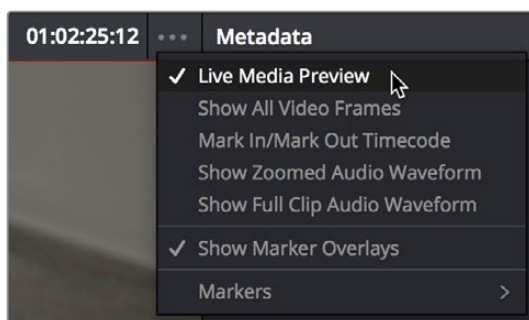 01:02:25:12 ••• Metadata
✓ Live Media Preview
Show All Video Frames
Mark In/Mark Out Timecode
Show Zoomed Audio Waveform
Show Full Clip Audio Waveform
✓ Show Marker Overlays
Markers >